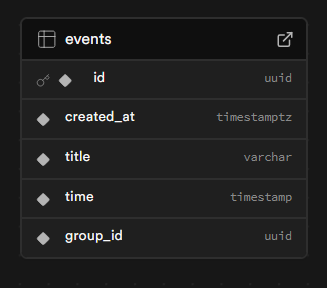 events
id uuid
created_at timestamptz
title varchar
time timestamp
group_id uuid